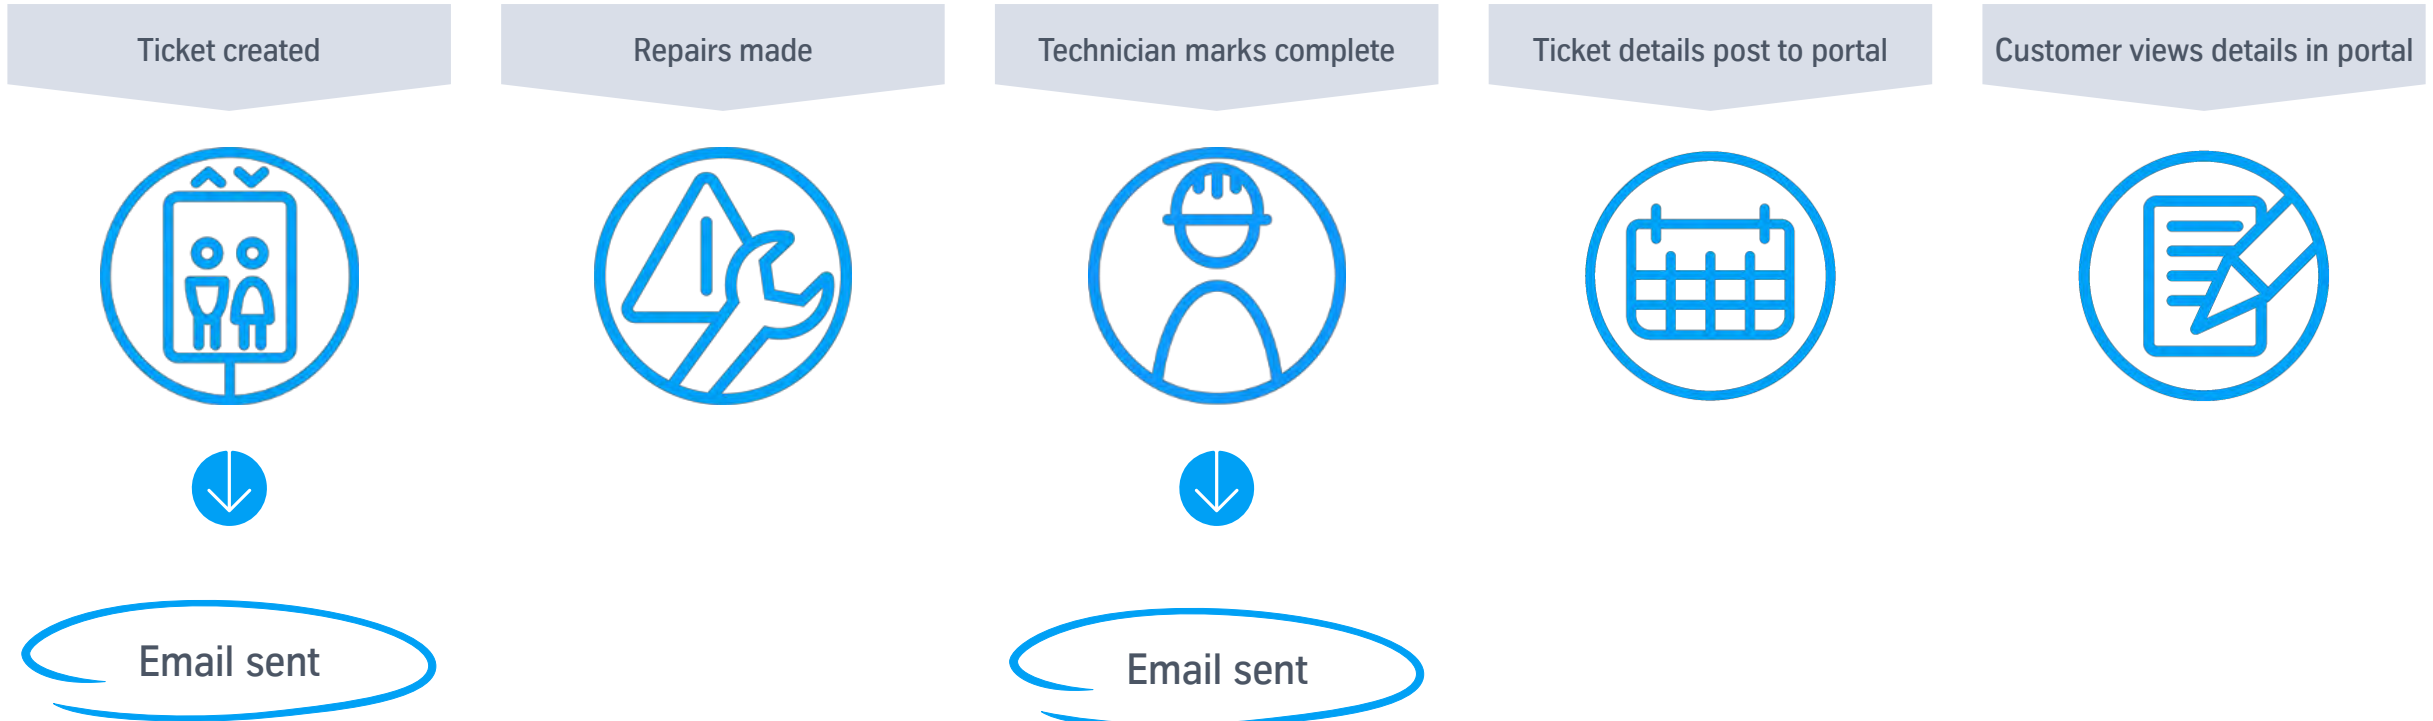 Ticket created
Repairs made
Technician marks complete
Ticket details post to portal
Customer views details in portal
Email sent
Email sent